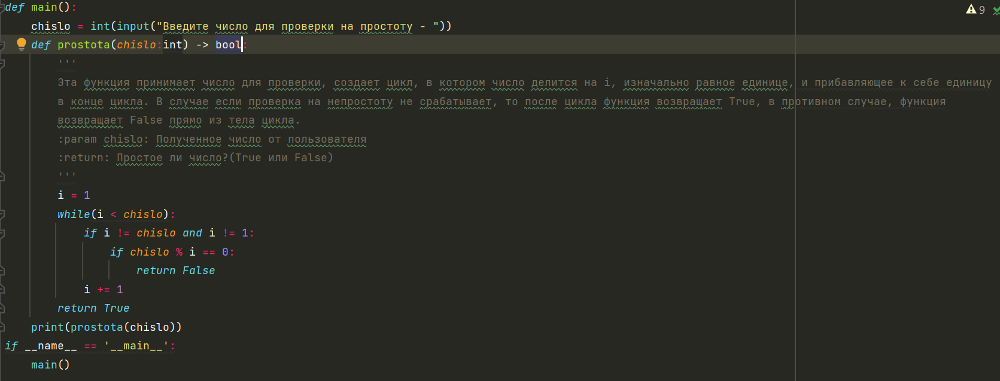 def main():
    chislo = int(input("Введите число для проверки на простоту - "))
    def prostota(chislo:int) -> bool:
        '''
        Эта функция принимает число для проверки, создает цикл, в котором число делится на i, изначально равное единице, и прибавляющее к себе единицу
        в конце цикла. В случае если проверка на непростоту не срабатывает, то после цикла функция возвращает True, в противном случае, функция
        возвращает False прямо из тела цикла.
        :param chislo: Полученное число от пользователя
        :return: Простое ли число?(True или False)
        '''
        i = 1
        while(i < chislo):
            if i != chislo and i != 1:
                if chislo % i == 0:
                    return False
            i += 1
        return True
    print(prostota(chislo))
if __name__ == '__main__':
    main()
9